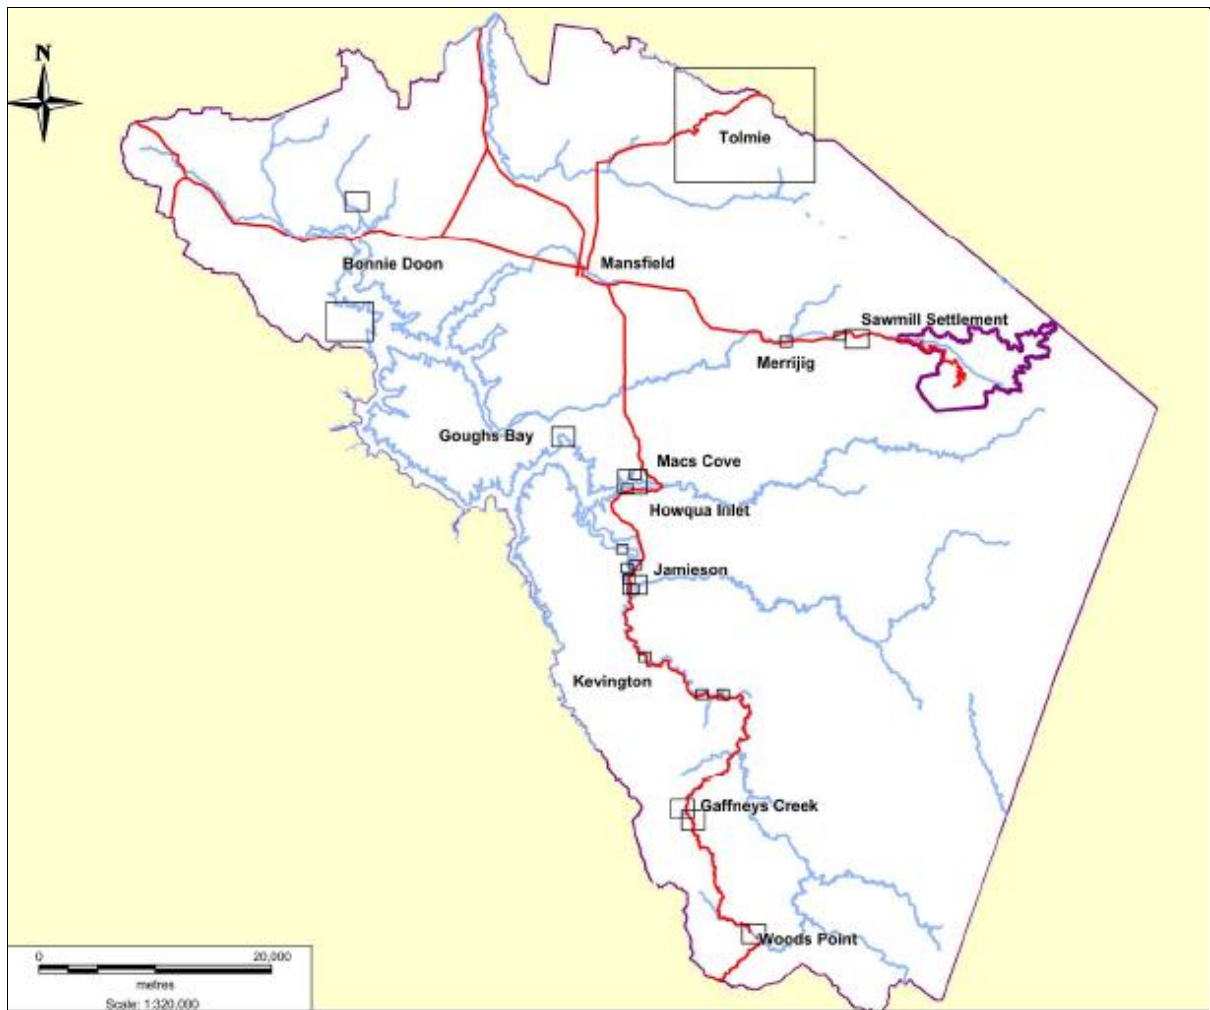 N
Tolmie
Mansfield
Bonnie Doon
Sawmill Settlement
Merrijig
Goughs Bay
Macs Cove
Howqua Inlet
Jamieson
Kevington
Gaffneys Creek
Woods Point
0 20,000
metres
Scale: 1:320,000